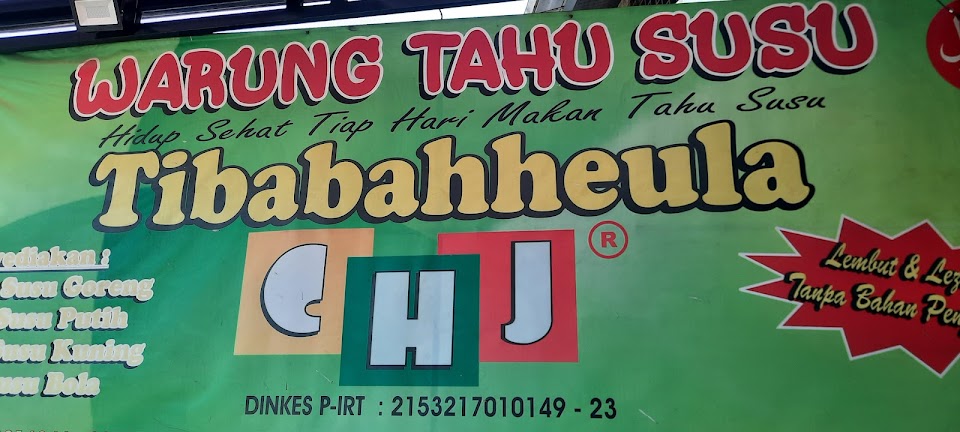 WARUNG TAHU SUSU
Hidup Sehat Tiap Hari Makan Tahu Susu
Tibabahheula
CHJ ®
Susu Goreng
Putih
Kuning
Bola
Lembut &
Tanpa Bahan
DINKES P-IRT : 2153217010149 - 23